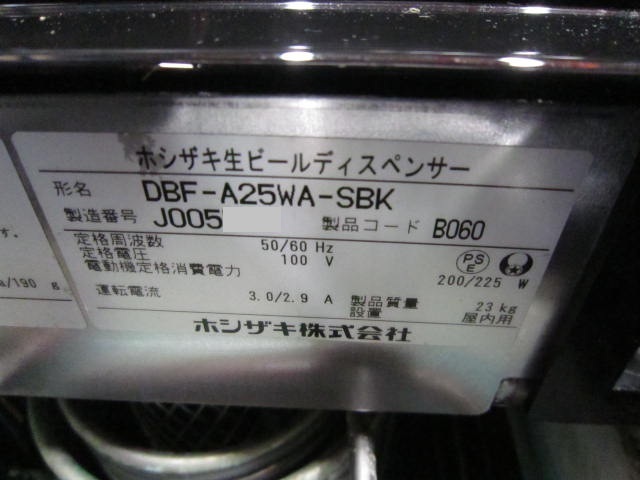 ホシザキ生ビールディスペンサー
形名 DBF-A25WA-SBK
製造番号 J005 製品コード B060
定格周波数 50/60 Hz
定格電圧 100 V PSE
電動機定格消費電力 200/225 W
運転電流 3.0/2.9 A 製品質量 23 kg
設置 屋内用
ホシザキ株式会社
す。
a/190 g